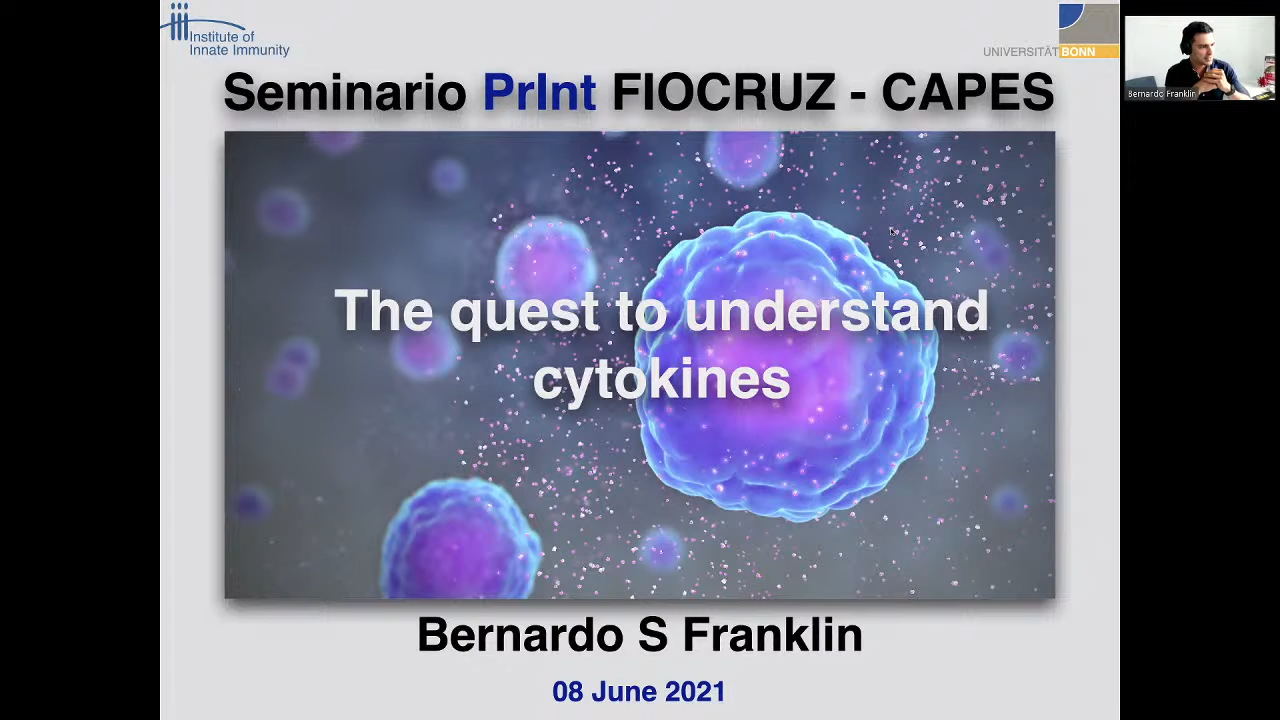 Institute of
Innate Immunity
UNIVERSITÄT BONN
Seminario PrInt FIOCRUZ - CAPES
Bernardo Franklin
The quest to understand
cytokines
Bernardo S Franklin
08 June 2021